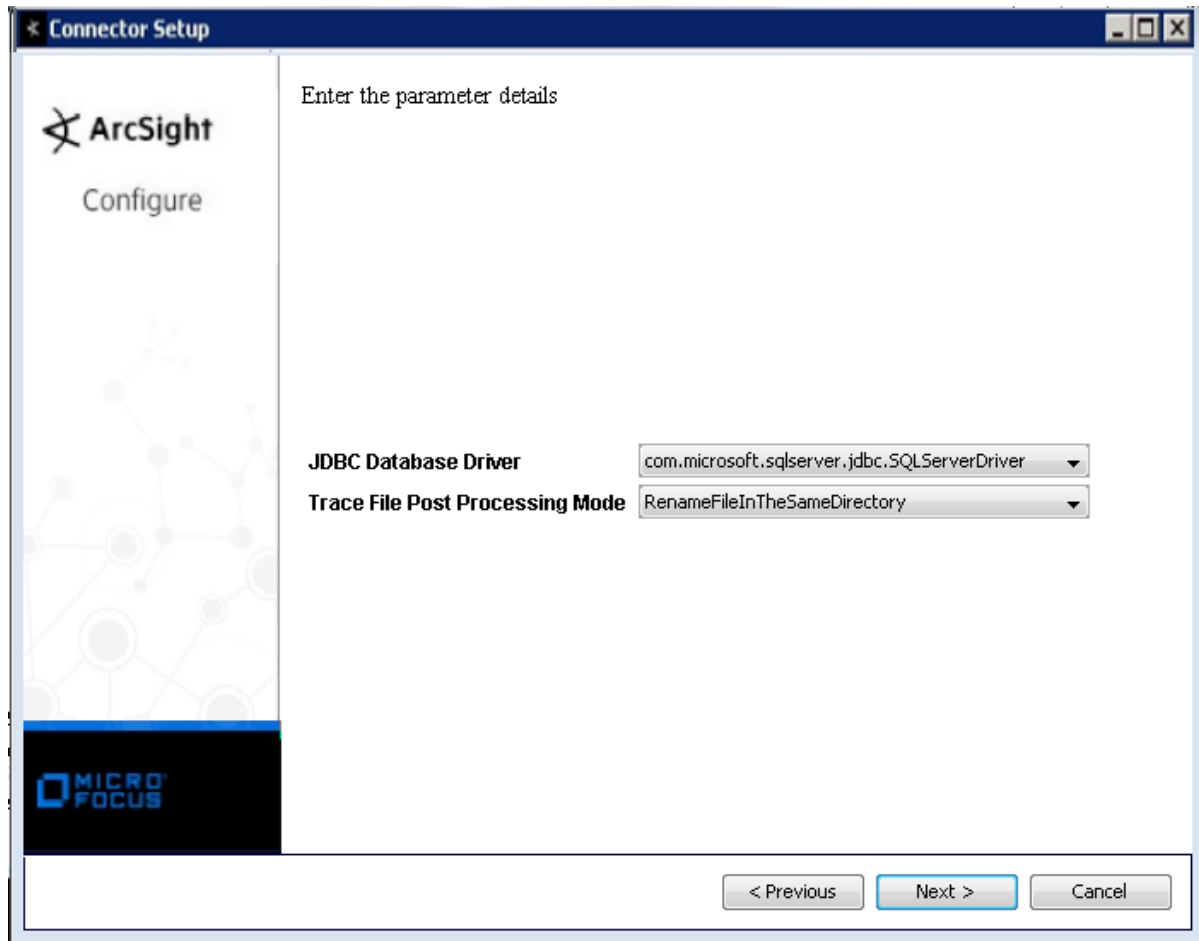 Connector Setup
ArcSight
Configure
Enter the parameter details
JDBC Database Driver com.microsoft.sqlserver.jdbc.SQLServerDriver
Trace File Post Processing Mode RenameFileInTheSameDirectory
MICRO
FOCUS
< Previous Next > Cancel